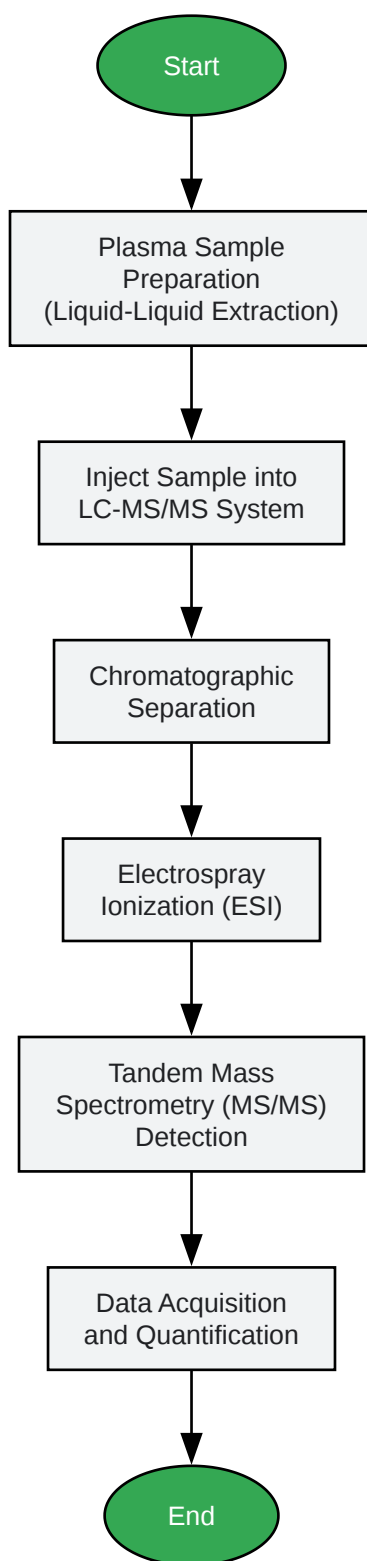 Start
Plasma Sample
Preparation
(Liquid-Liquid Extraction)
Inject Sample into
LC-MS/MS System
Chromatographic
Separation
Electrospray
Ionization (ESI)
Tandem Mass
Spectrometry (MS/MS)
Detection
Data Acquisition
and Quantification
End